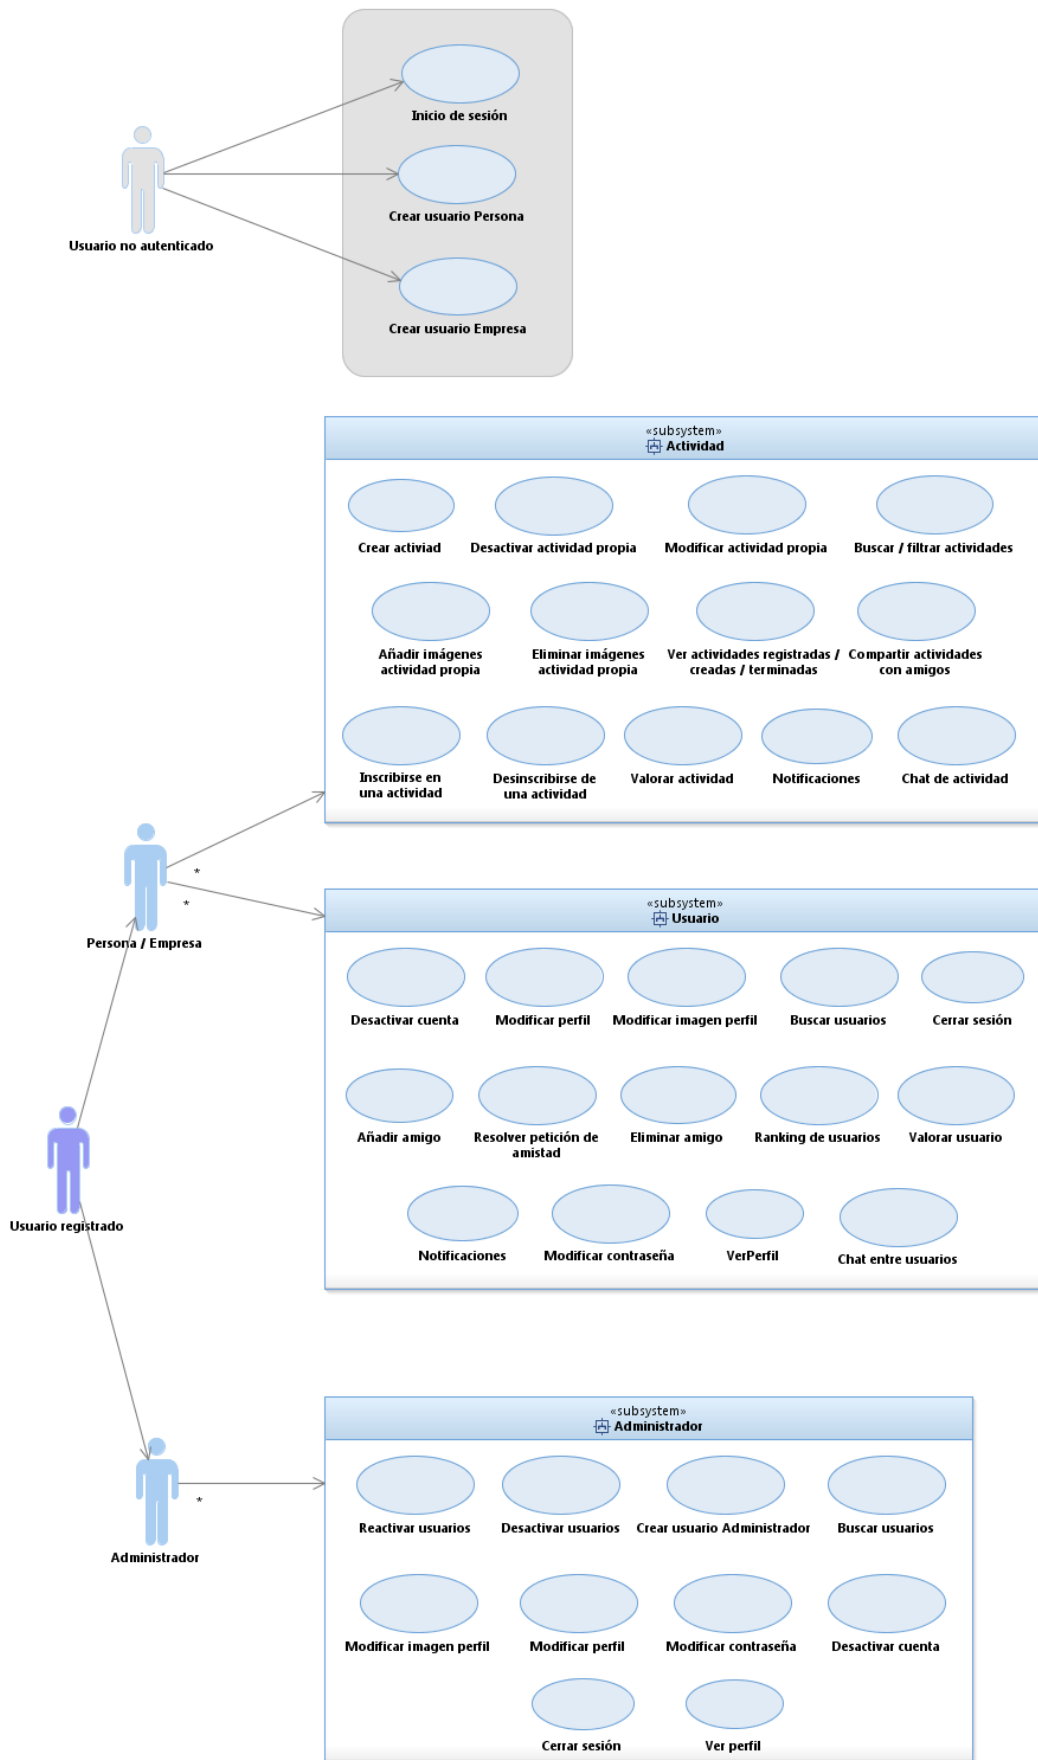 Inicio de sesión
Crear usuario Persona
Usuario no autenticado
Crear usuario Empresa
«subsystem»
Actividad
Crear activiad
Desactivar actividad propia
Modificar actividad propia
Buscar / filtrar actividades
Añadir imágenes
actividad propia
Eliminar imágenes
actividad propia
Ver actividades registradas /
creadas / terminadas
Compartir actividades
con amigos
Inscribirse en
una actividad
Desinscribirse de
una actividad
Valorar actividad
Notificaciones
Chat de actividad
*
*
Persona / Empresa
«subsystem»
Usuario
Desactivar cuenta
Modificar perfil
Modificar imagen perfil
Buscar usuarios
Cerrar sesión
Añadir amigo
Resolver petición de
amistad
Eliminar amigo
Ranking de usuarios
Valorar usuario
Usuario registrado
Notificaciones
Modificar contraseña
VerPerfil
Chat entre usuarios
«subsystem»
Administrador
*
Administrador
Reactivar usuarios
Desactivar usuarios
Crear usuario Administrador
Buscar usuarios
Modificar imagen perfil
Modificar perfil
Modificar contraseña
Desactivar cuenta
Cerrar sesión
Ver perfil